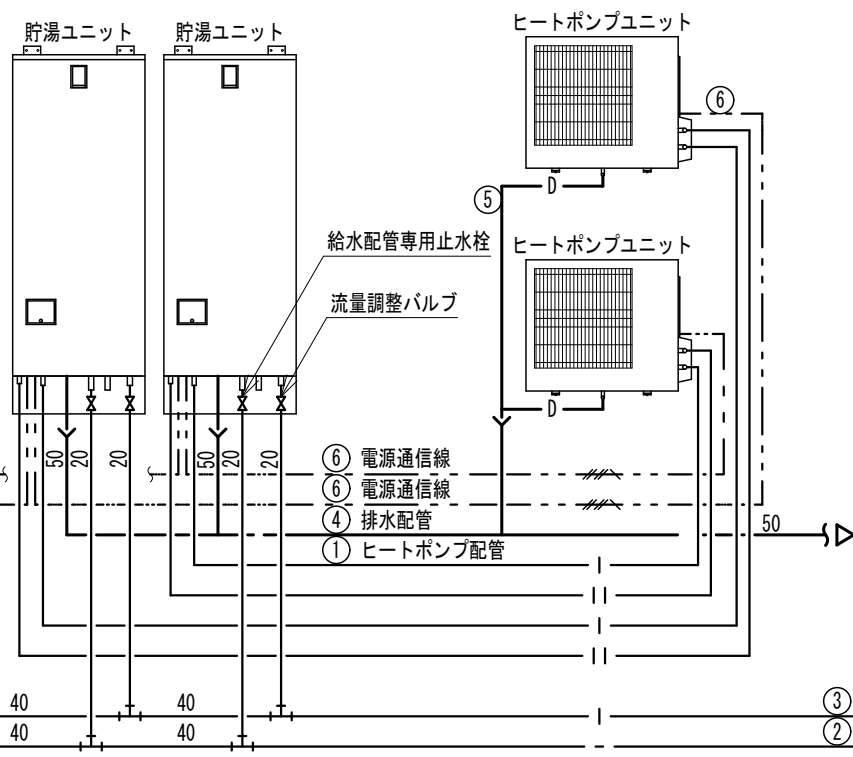 貯湯ユニット
貯湯ユニット
ヒートポンプユニット
⑥
⑤
D
給水配管専用止水栓
ヒートポンプユニット
流量調整バルブ
D
50
20
20
50
20
20
⑥ 電源通信線
⑥ 電源通信線
④ 排水配管
50
① ヒートポンプ配管
40
40
③
40
40
②